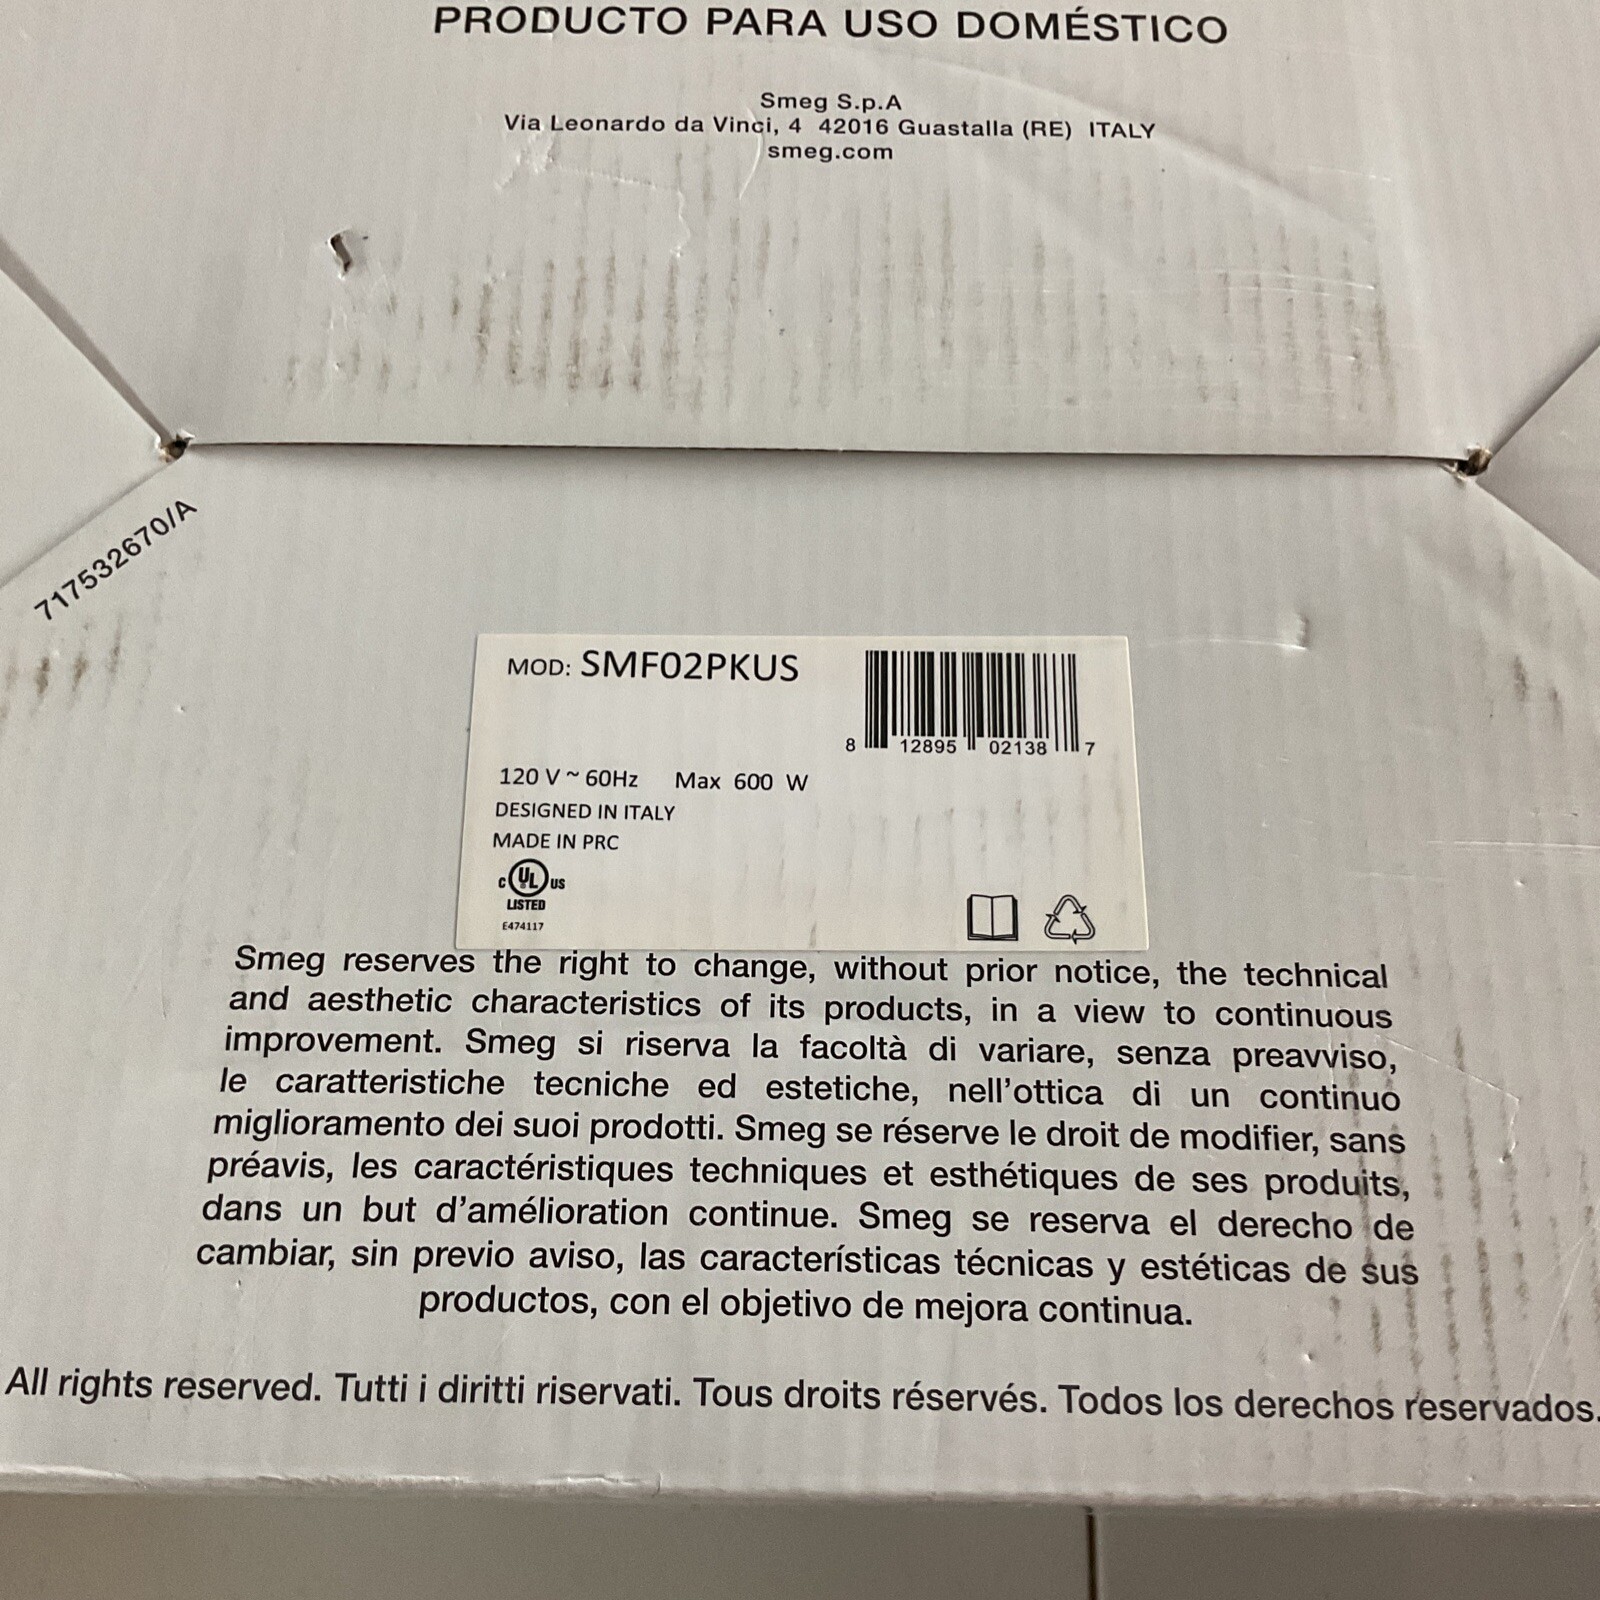 PRODUCTO PARA USO DOMÉSTICO
Smeg S.p.A
Via Leonardo da Vinci, 4 42016 Guastalla (RE) ITALY
smeg.com
717532670/A
MOD: SMF02PKUS
8 12895 02138 7
120 V ~ 60Hz Max 600 W
DESIGNED IN ITALY
MADE IN PRC
C UL US
LISTED
E474117
Smeg reserves the right to change, without prior notice, the technical
and aesthetic characteristics of its products, in a view to continuous
improvement. Smeg si riserva la facoltà di variare, senza preavviso,
le caratteristiche tecniche ed estetiche, nell'ottica di un continuo
miglioramento dei suoi prodotti. Smeg se réserve le droit de modifier, sans
préavis, les caractéristiques techniques et esthétiques de ses produits,
dans un but d'amélioration continue. Smeg se reserva el derecho de
cambiar, sin previo aviso, las características técnicas y estéticas de sus
productos, con el objetivo de mejora continua.
All rights reserved. Tutti i diritti riservati. Tous droits réservés. Todos los derechos reservados.